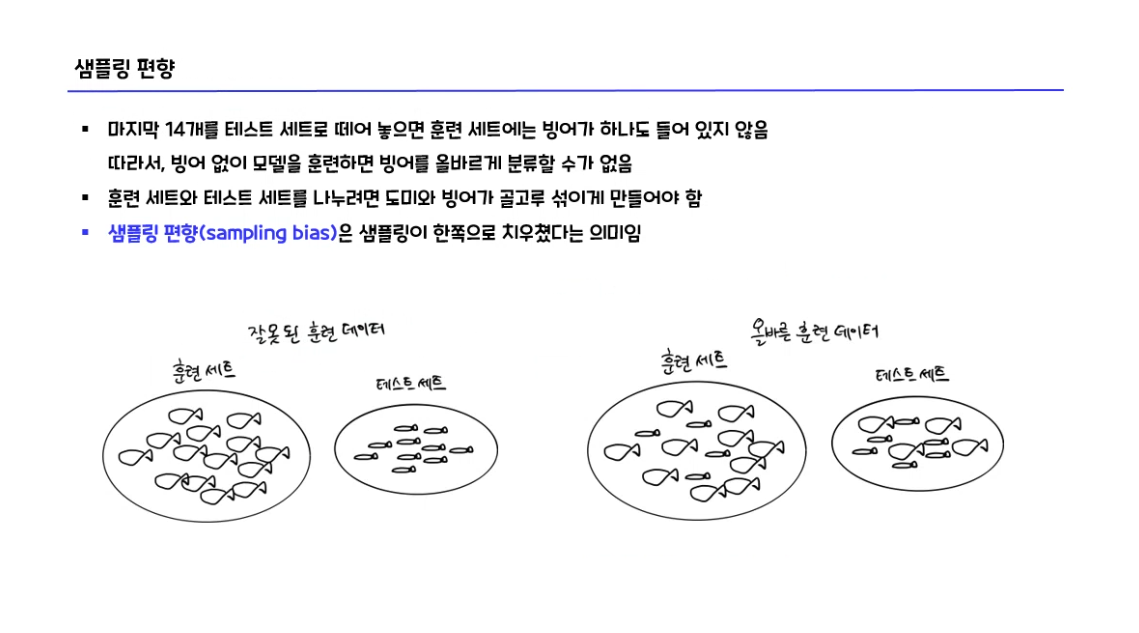 샘플링 편향
▪ 마지막 14개를 테스트 세트로 떼어 놓으면 훈련 세트에는 빙어가 하나도 들어 있지 않음
따라서, 빙어 없이 모델을 훈련하면 빙어를 올바르게 분류할 수가 없음
▪ 훈련 세트와 테스트 세트를 나누려면 도미와 빙어가 골고루 섞이게 만들어야 함
▪ 샘플링 편향(sampling bias)은 샘플링이 한쪽으로 치우쳤다는 의미임
잘못된 훈련 데이터
훈련 세트
테스트 세트
올바른 훈련 데이터
훈련 세트
테스트 세트